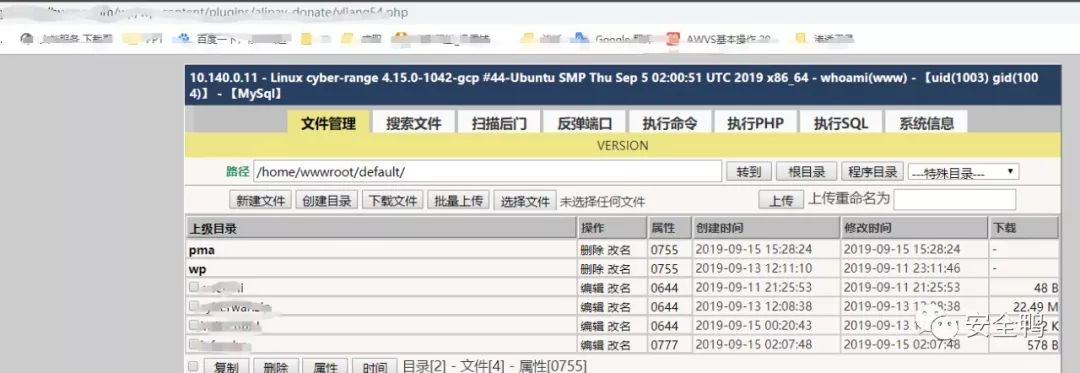 content/plugins/alipay-donate/yliang54.php
百度一下，
Google
AWVS基本操作
10.140.0.11 - Linux cyber-range 4.15.0-1042-gcp #44-Ubuntu SMP Thu Sep 5 02:00:51 UTC 2019 x86_64 - whoami(www) - 【uid(1003) gid(100
4)】 - 【MySql】
文件管理 搜索文件 扫描后门 反弹端口 执行命令 执行PHP 执行SQL 系统信息
VERSION
路径 /home/wwwroot/default/ 转到 根目录 程序目录 ---特殊目录---
新建文件 创建目录 下载文件 批量上传 选择文件 未选择任何文件 上传 上传重命名为
上级目录 操作 属性 创建时间 修改时间 下载
pma 删除 改名 0755 2019-09-15 15:28:24 2019-09-15 15:28:24 -
wp 删除 改名 0755 2019-09-13 12:11:10 2019-09-11 23:11:46 -
编辑 改名 0644 2019-09-11 21:25:53 2019-09-11 21:25:53 48 B
编辑 改名 0644 2019-09-13 12:08:38 2019-09-13 12:08:38 22.49 M
编辑 改名 0644 2019-09-15 00:20:43 2019-09-13
编辑 改名 0777 2019-09-15 02:07:48 2019-09-15 02:07:48 578 B
安全鸭
复制 删除 属性 时间 目录[2] - 文件[4] - 属性[0755]